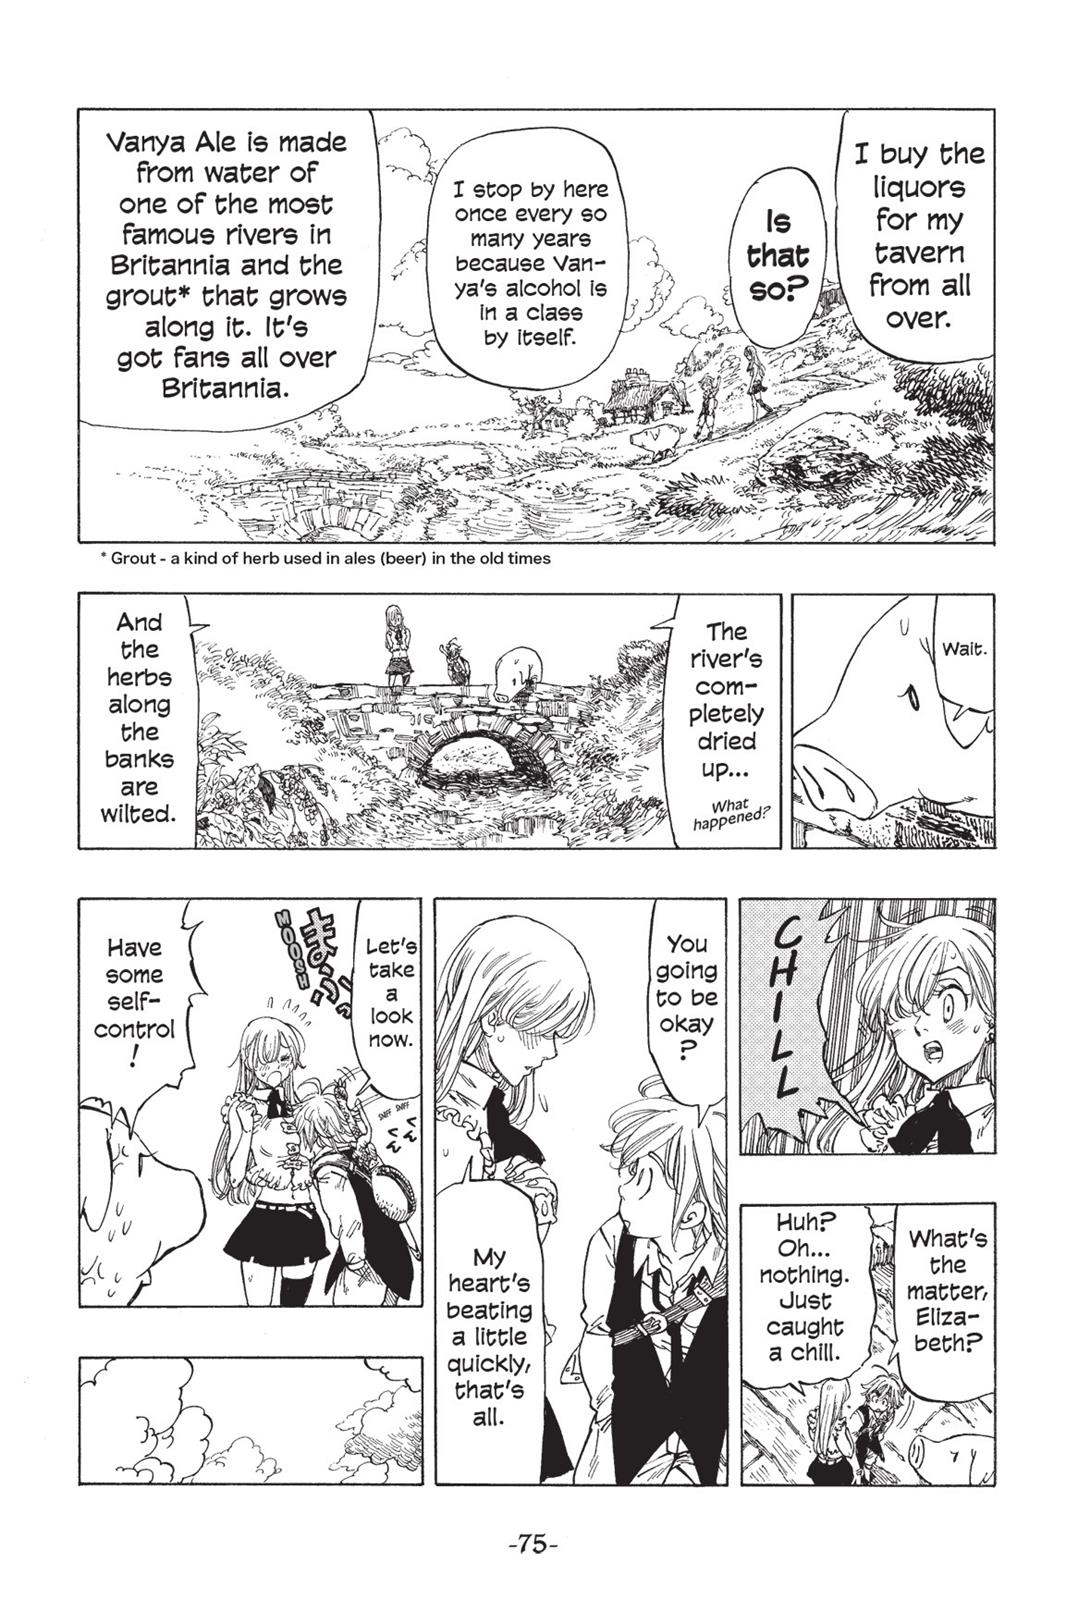 I buy the
liquors
for my
tavern
from all
over.
Is
that
so?
I stop by here
once every so
many years
because Van-
ya's alcohol is
in a class
by itself.
Vanya Ale is made
from water of
one of the most
famous rivers in
Britannia and the
grout* that grows
along it. It's
got fans all over
Britannia.
* Grout - a kind of herb used in ales (beer) in the old times
Wait.
The
river's
com-
pletely
dried
up...
What
happened?
And
the
herbs
along
the
banks
are
wilted.
CHILL
What's
the
matter,
Eliza-
beth?
Huh?
Oh...
nothing.
Just
caught
a chill.
You
going
to be
okay
?
My
heart's
beating
a little
quickly,
that's
all.
Let's
take
a
look
now.
MOOSH
SNIFF SNIFF
くん
くん
Have
some
self-
control
!
-75-